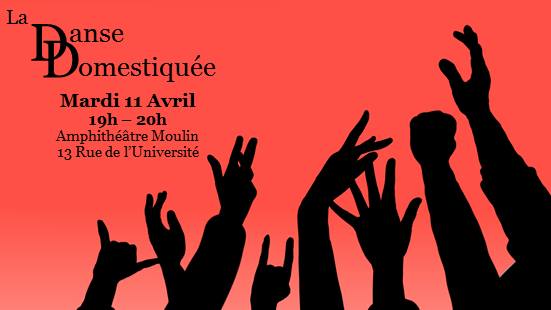 La
Danse
Domestiquée
Mardi 11 Avril
19h – 20h
Amphithéâtre Moulin
13 Rue de l'Université